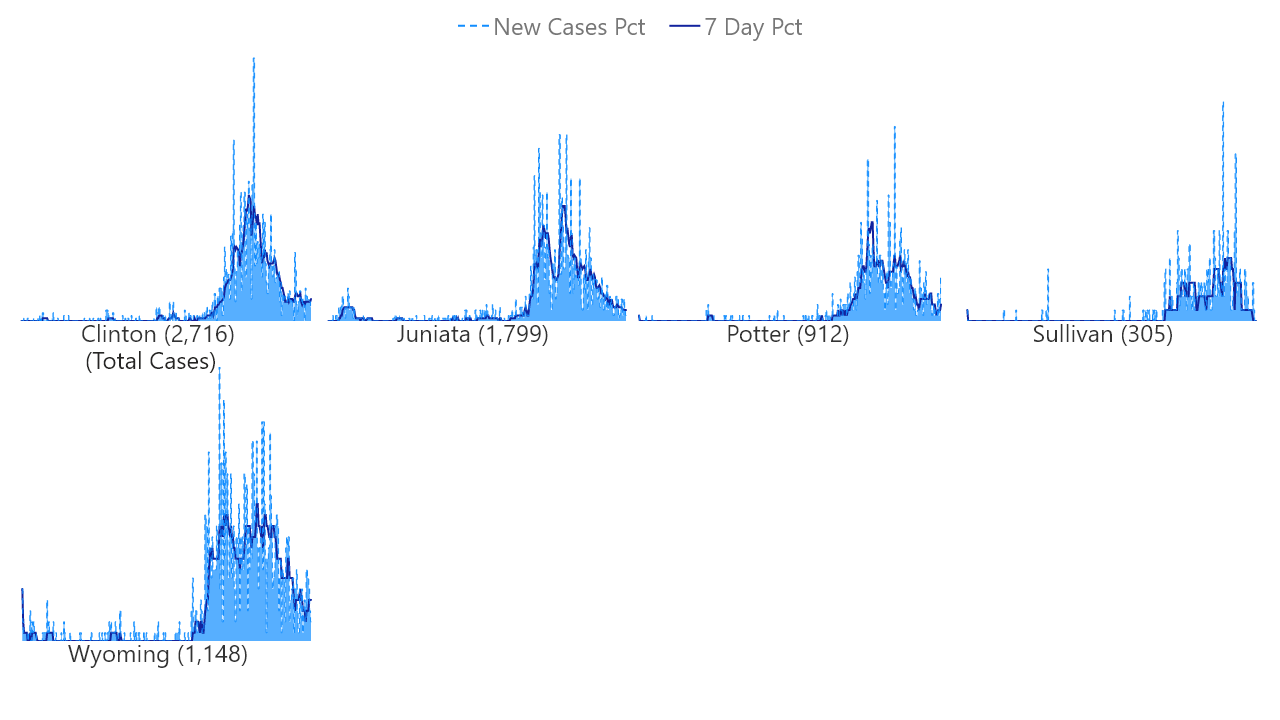 New Cases Pct 7 Day Pct
Clinton (2,716) Juniata (1,799) Potter (912) Sullivan (305)
(Total Cases)
Wyoming (1,148)